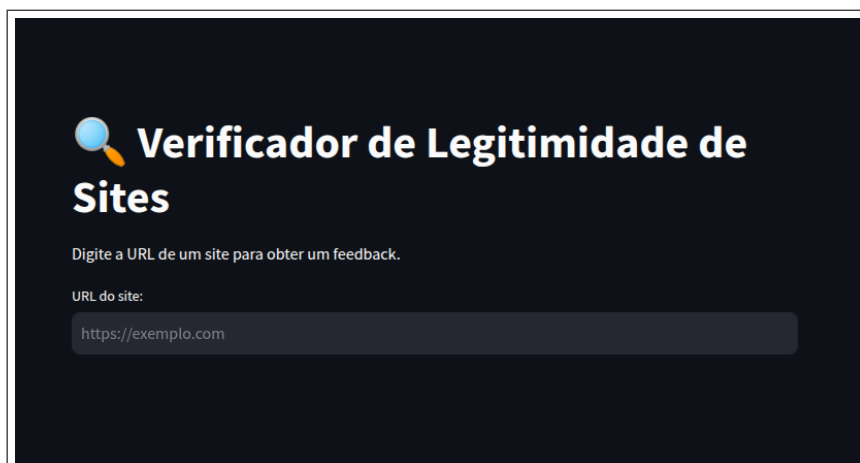 🔍 Verificador de Legitimidade de
Sites
Digite a URL de um site para obter um feedback.
URL do site:
https://exemplo.com